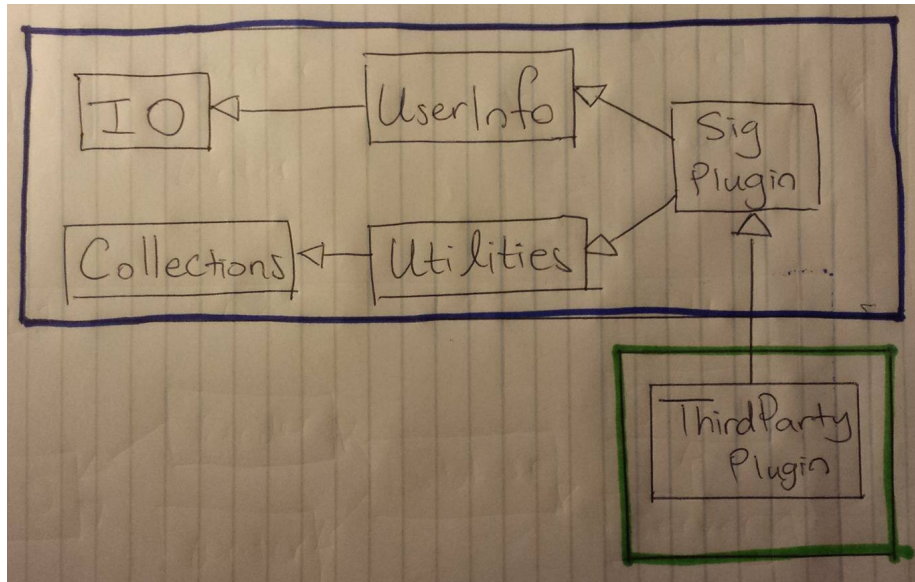 IO
UserInfo
Sig
Plugin
Collections
Utilities
ThirdParty
Plugin